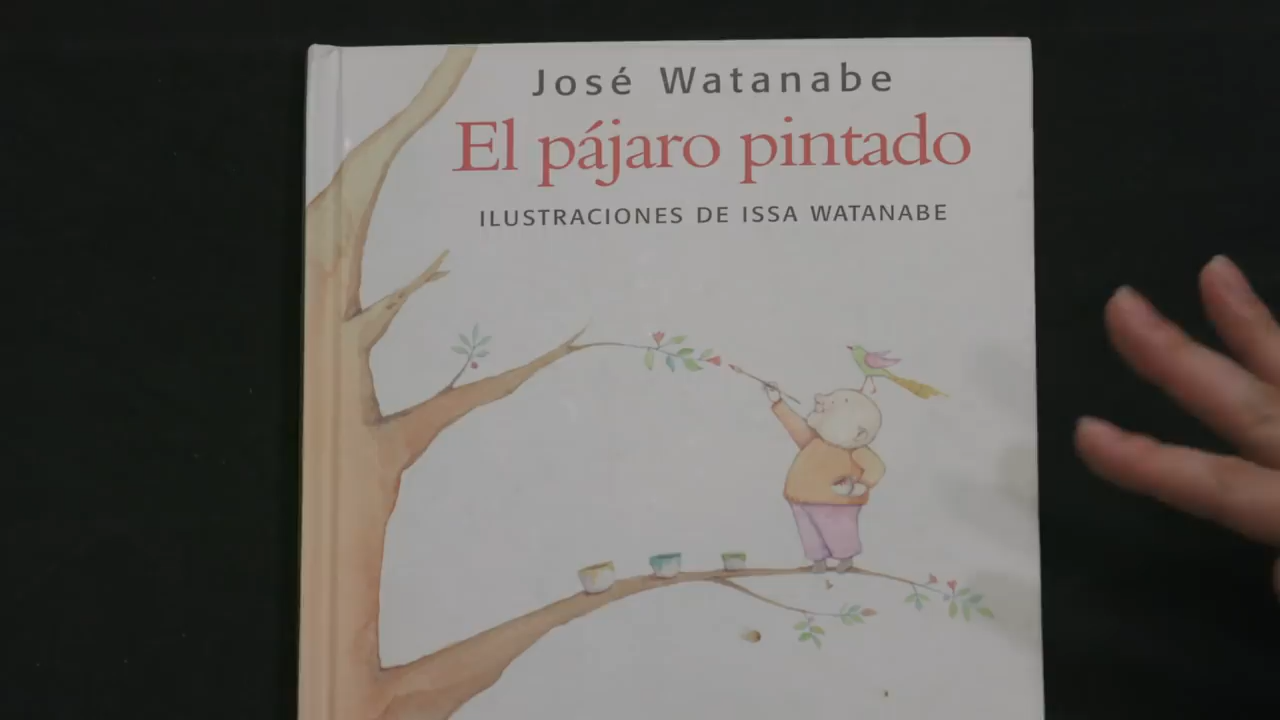 José Watanabe
El pájaro pintado
ILUSTRACIONES DE ISSA WATANABE